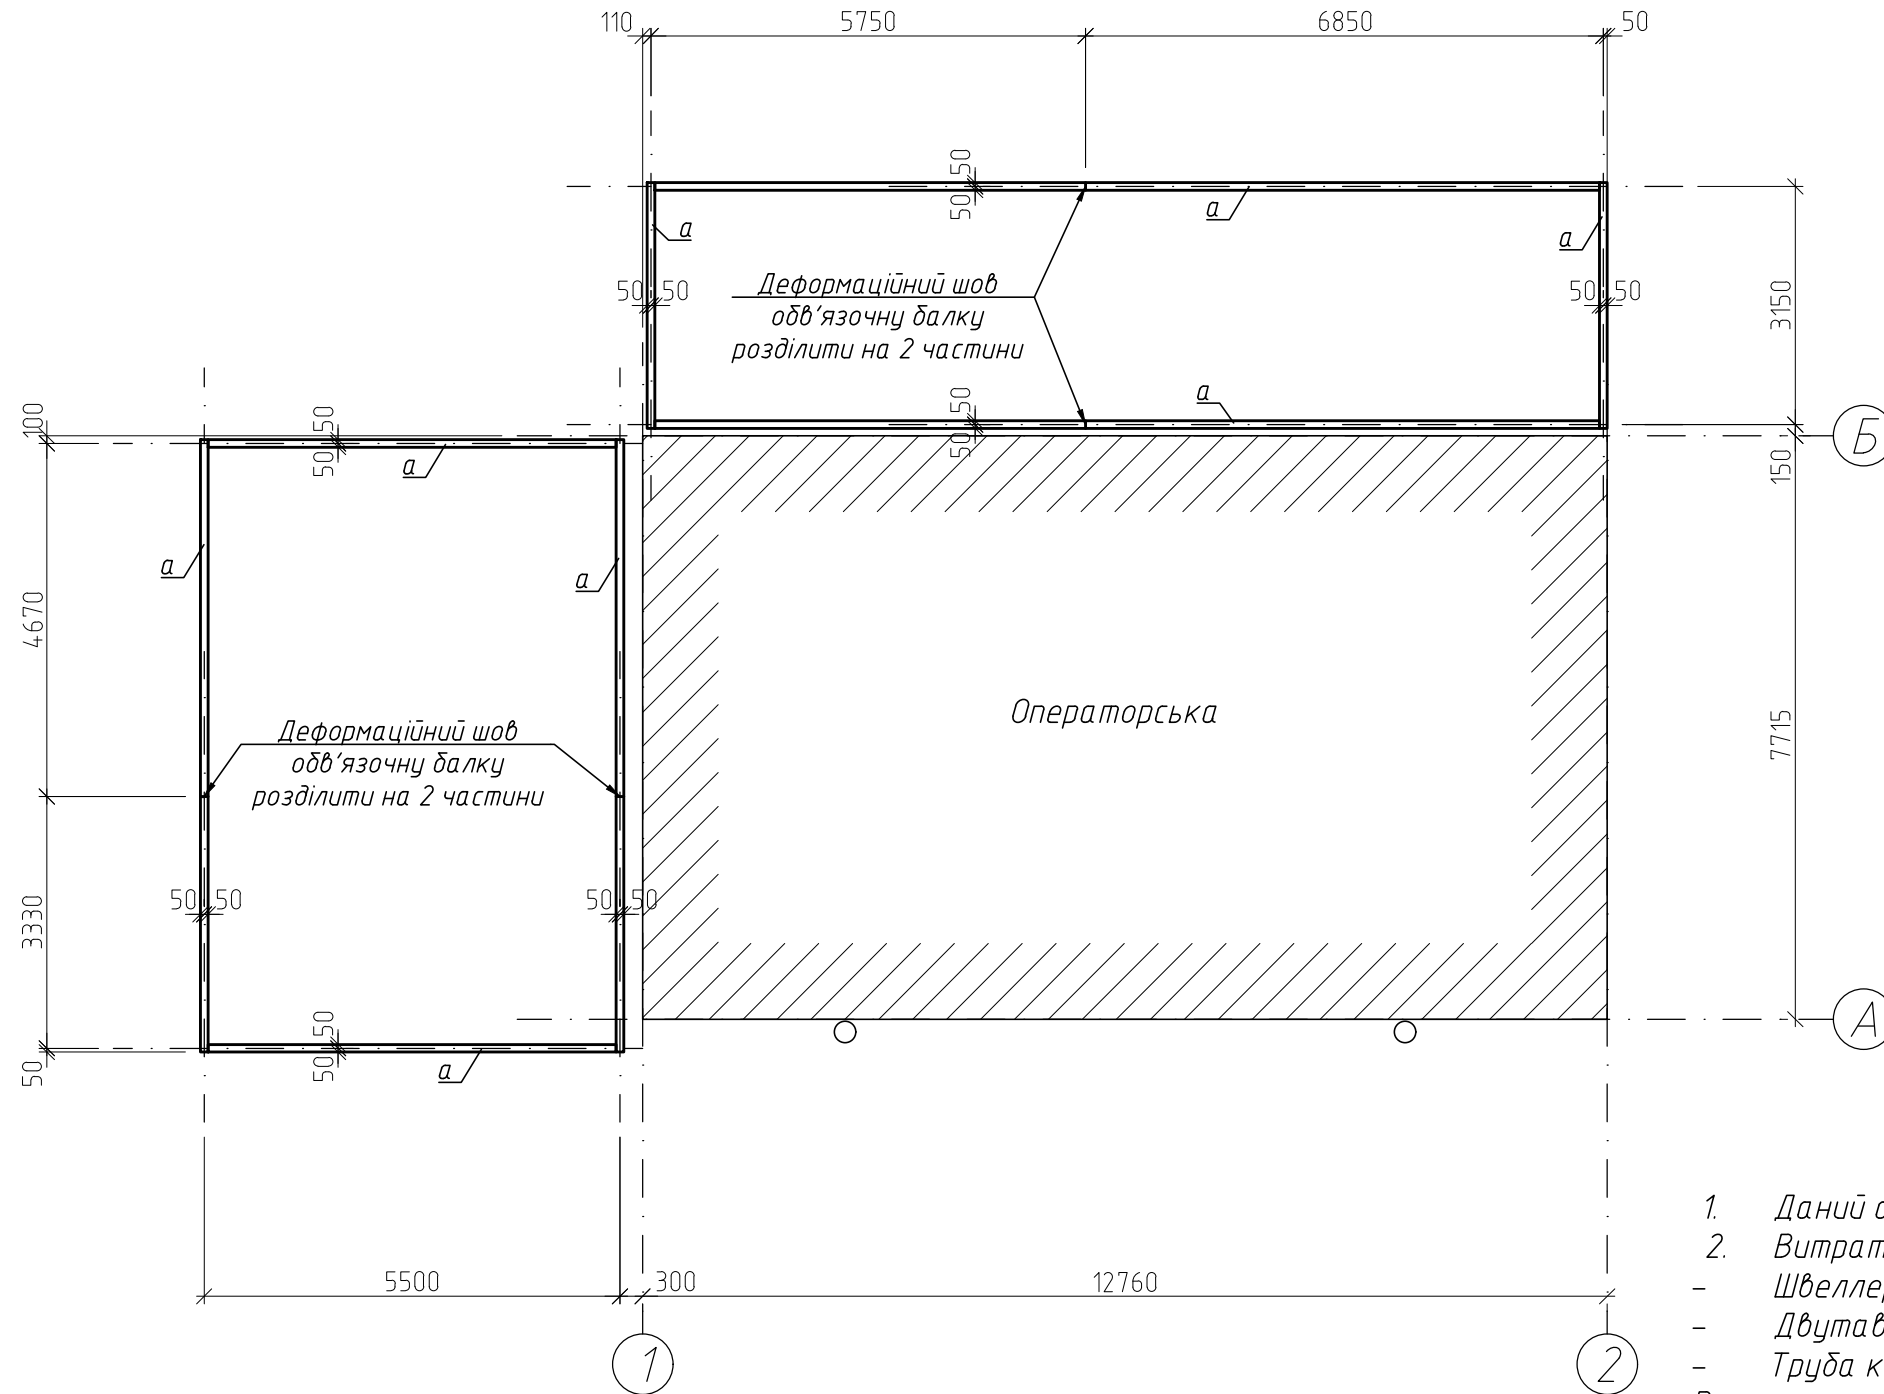 110
5750
6850
50
50
50
а
а
а
50 50
50 50
Деформаційний шов
обв'язочну балку
розділити на 2 частини
3150
а
50
50
100
50
50
а
Б
150
а
а
4670
Операторська
7715
Деформаційний шов
обв'язочну балку
розділити на 2 частини
50 50
50 50
3330
50
50
50
а
А
1. Даний
2.
-
-
- Труба
5500
300
12760
1
2